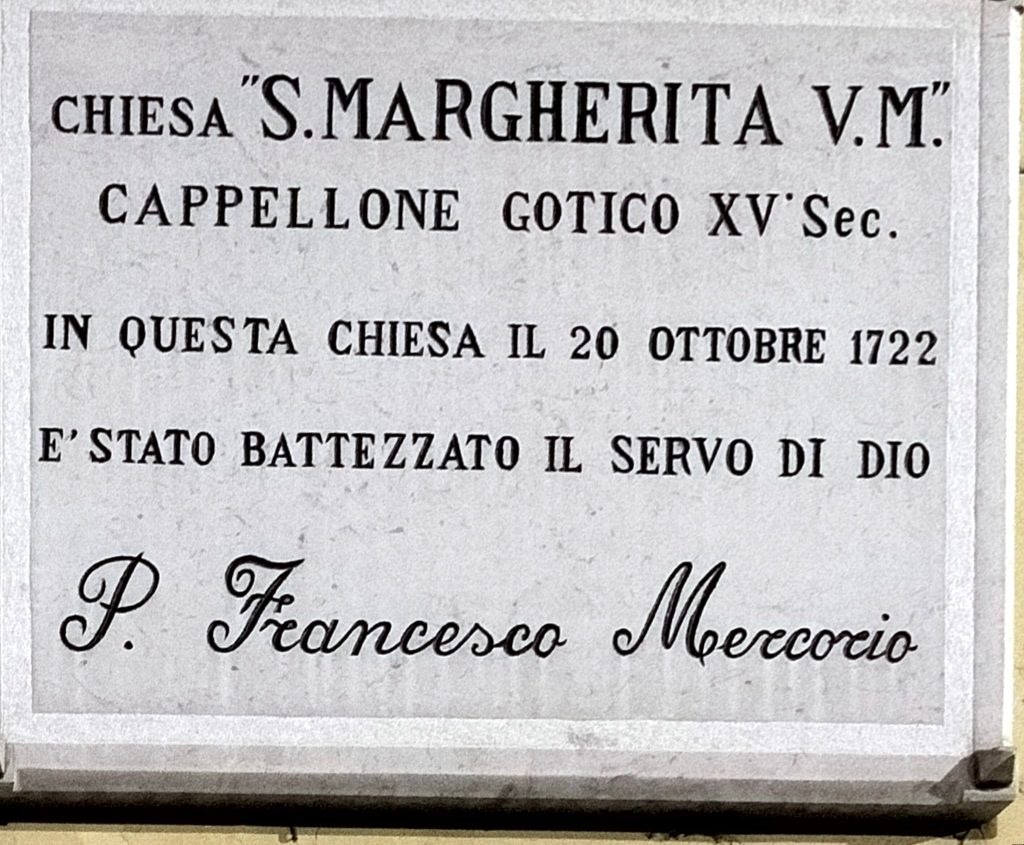 CHIESA "S. MARGHERITA V.M."
CAPPELLONE GOTICO XV° Sec.
IN QUESTA CHIESA IL 20 OTTOBRE 1722
E' STATO BATTEZZATO IL SERVO DI DIO
P. Francesco Mercorio